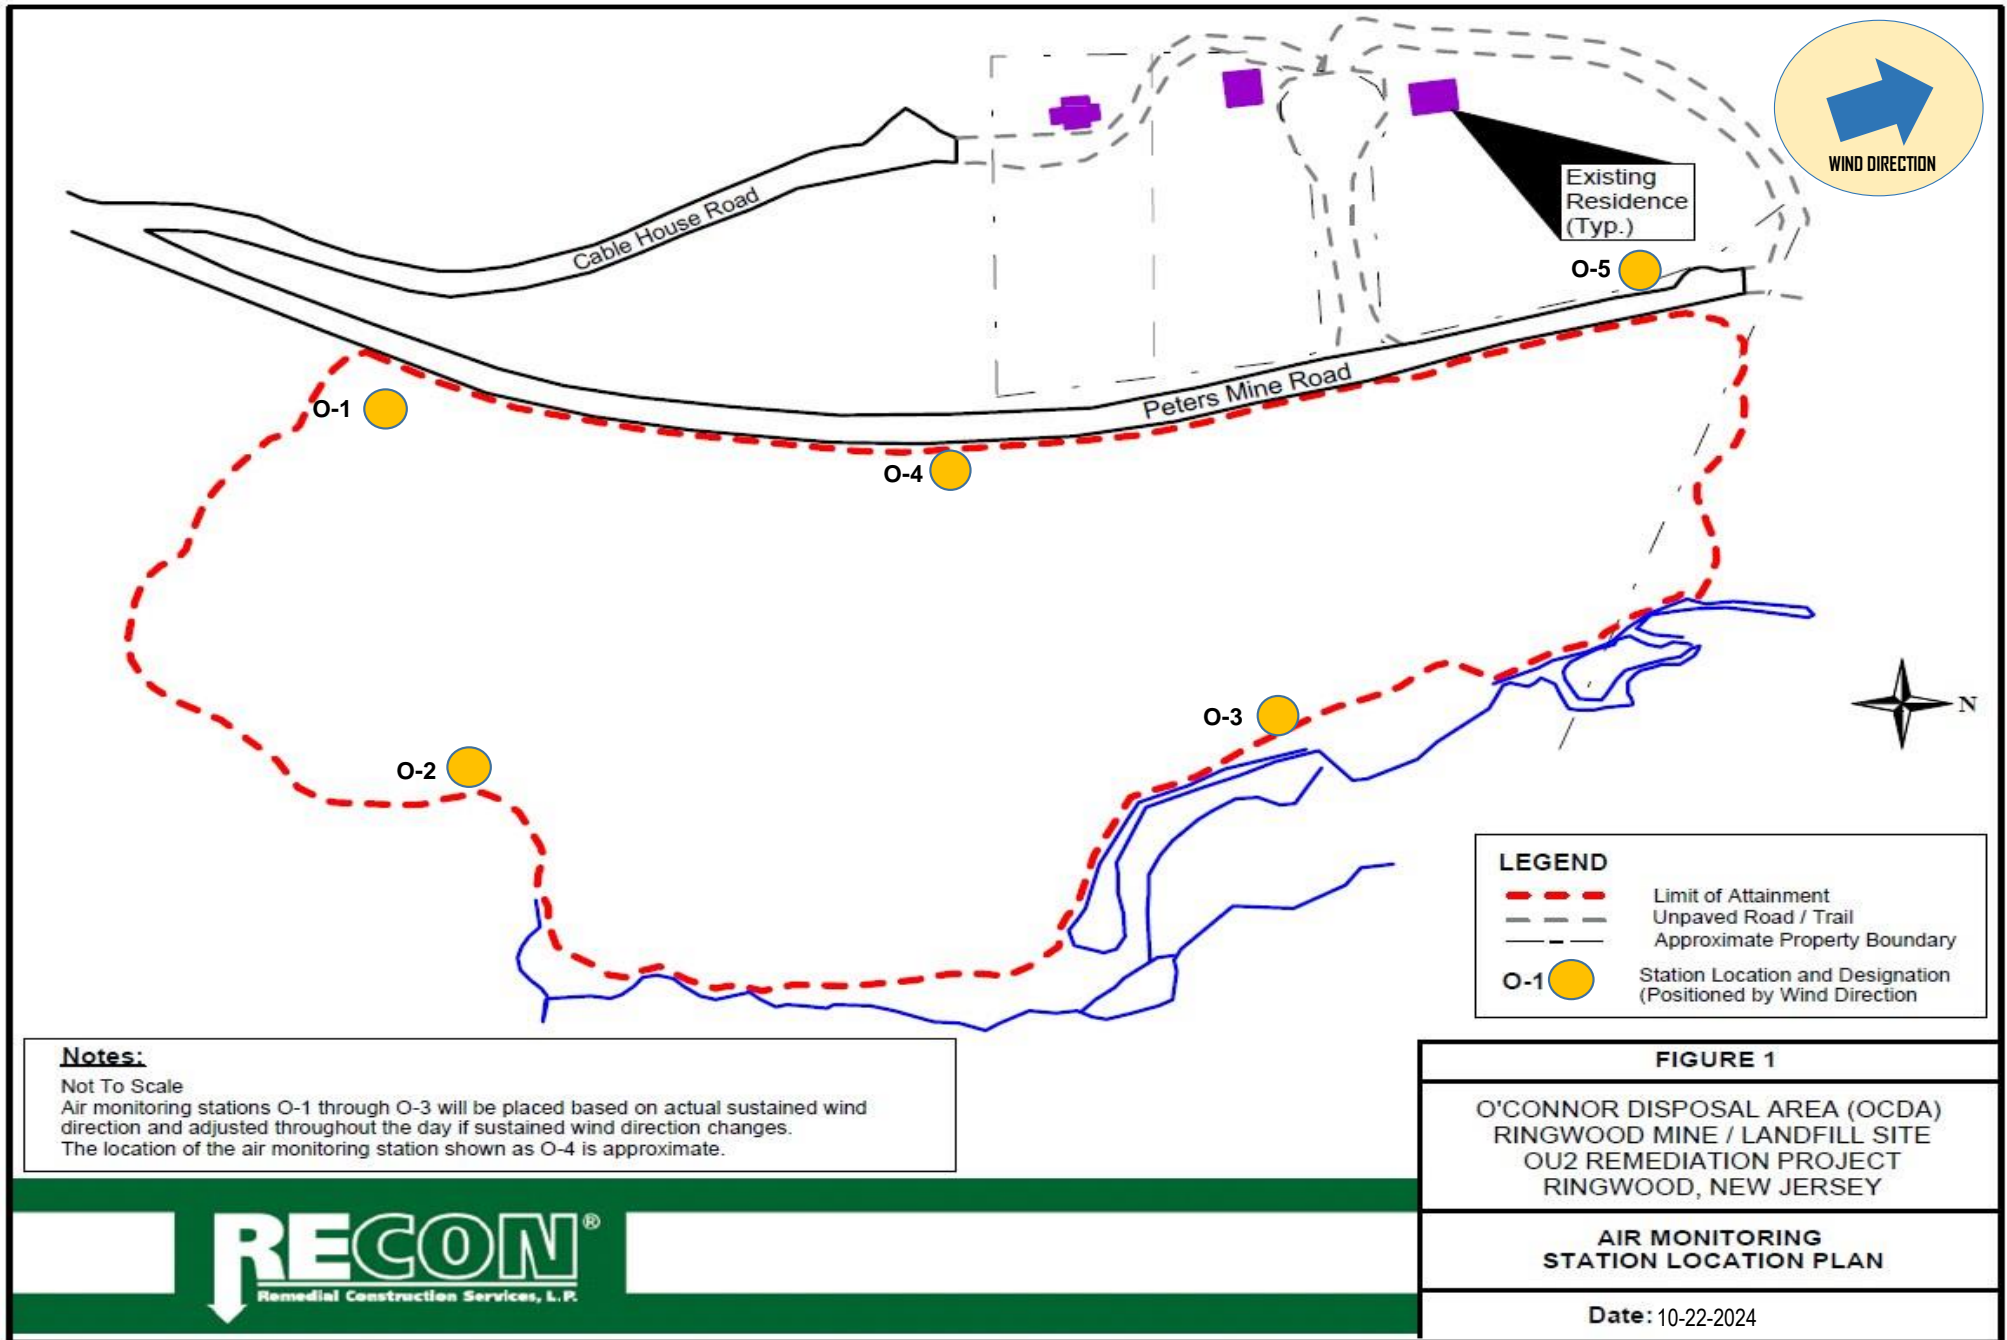 WIND DIRECTION
Existing
Residence
(Typ.)
Cable House Road
O-5
Peters Mine Road
O-1
O-4
O-3
N
O-2
LEGEND
Limit of Attainment
Unpaved Road / Trail
Approximate Property Boundary
O-1
Station Location and Designation
(Positioned by Wind Direction
Notes:
Not To Scale
Air monitoring stations O-1 through O-3 will be placed based on actual sustained wind
direction and adjusted throughout the day if sustained wind direction changes.
The location of the air monitoring station shown as O-4 is approximate.
FIGURE 1
O'CONNOR DISPOSAL AREA (OCDA)
RINGWOOD MINE / LANDFILL SITE
OU2 REMEDIATION PROJECT
RINGWOOD, NEW JERSEY
AIR MONITORING
STATION LOCATION PLAN
Date: 10-22-2024
RECON®
Remedial Construction Services, L.P.